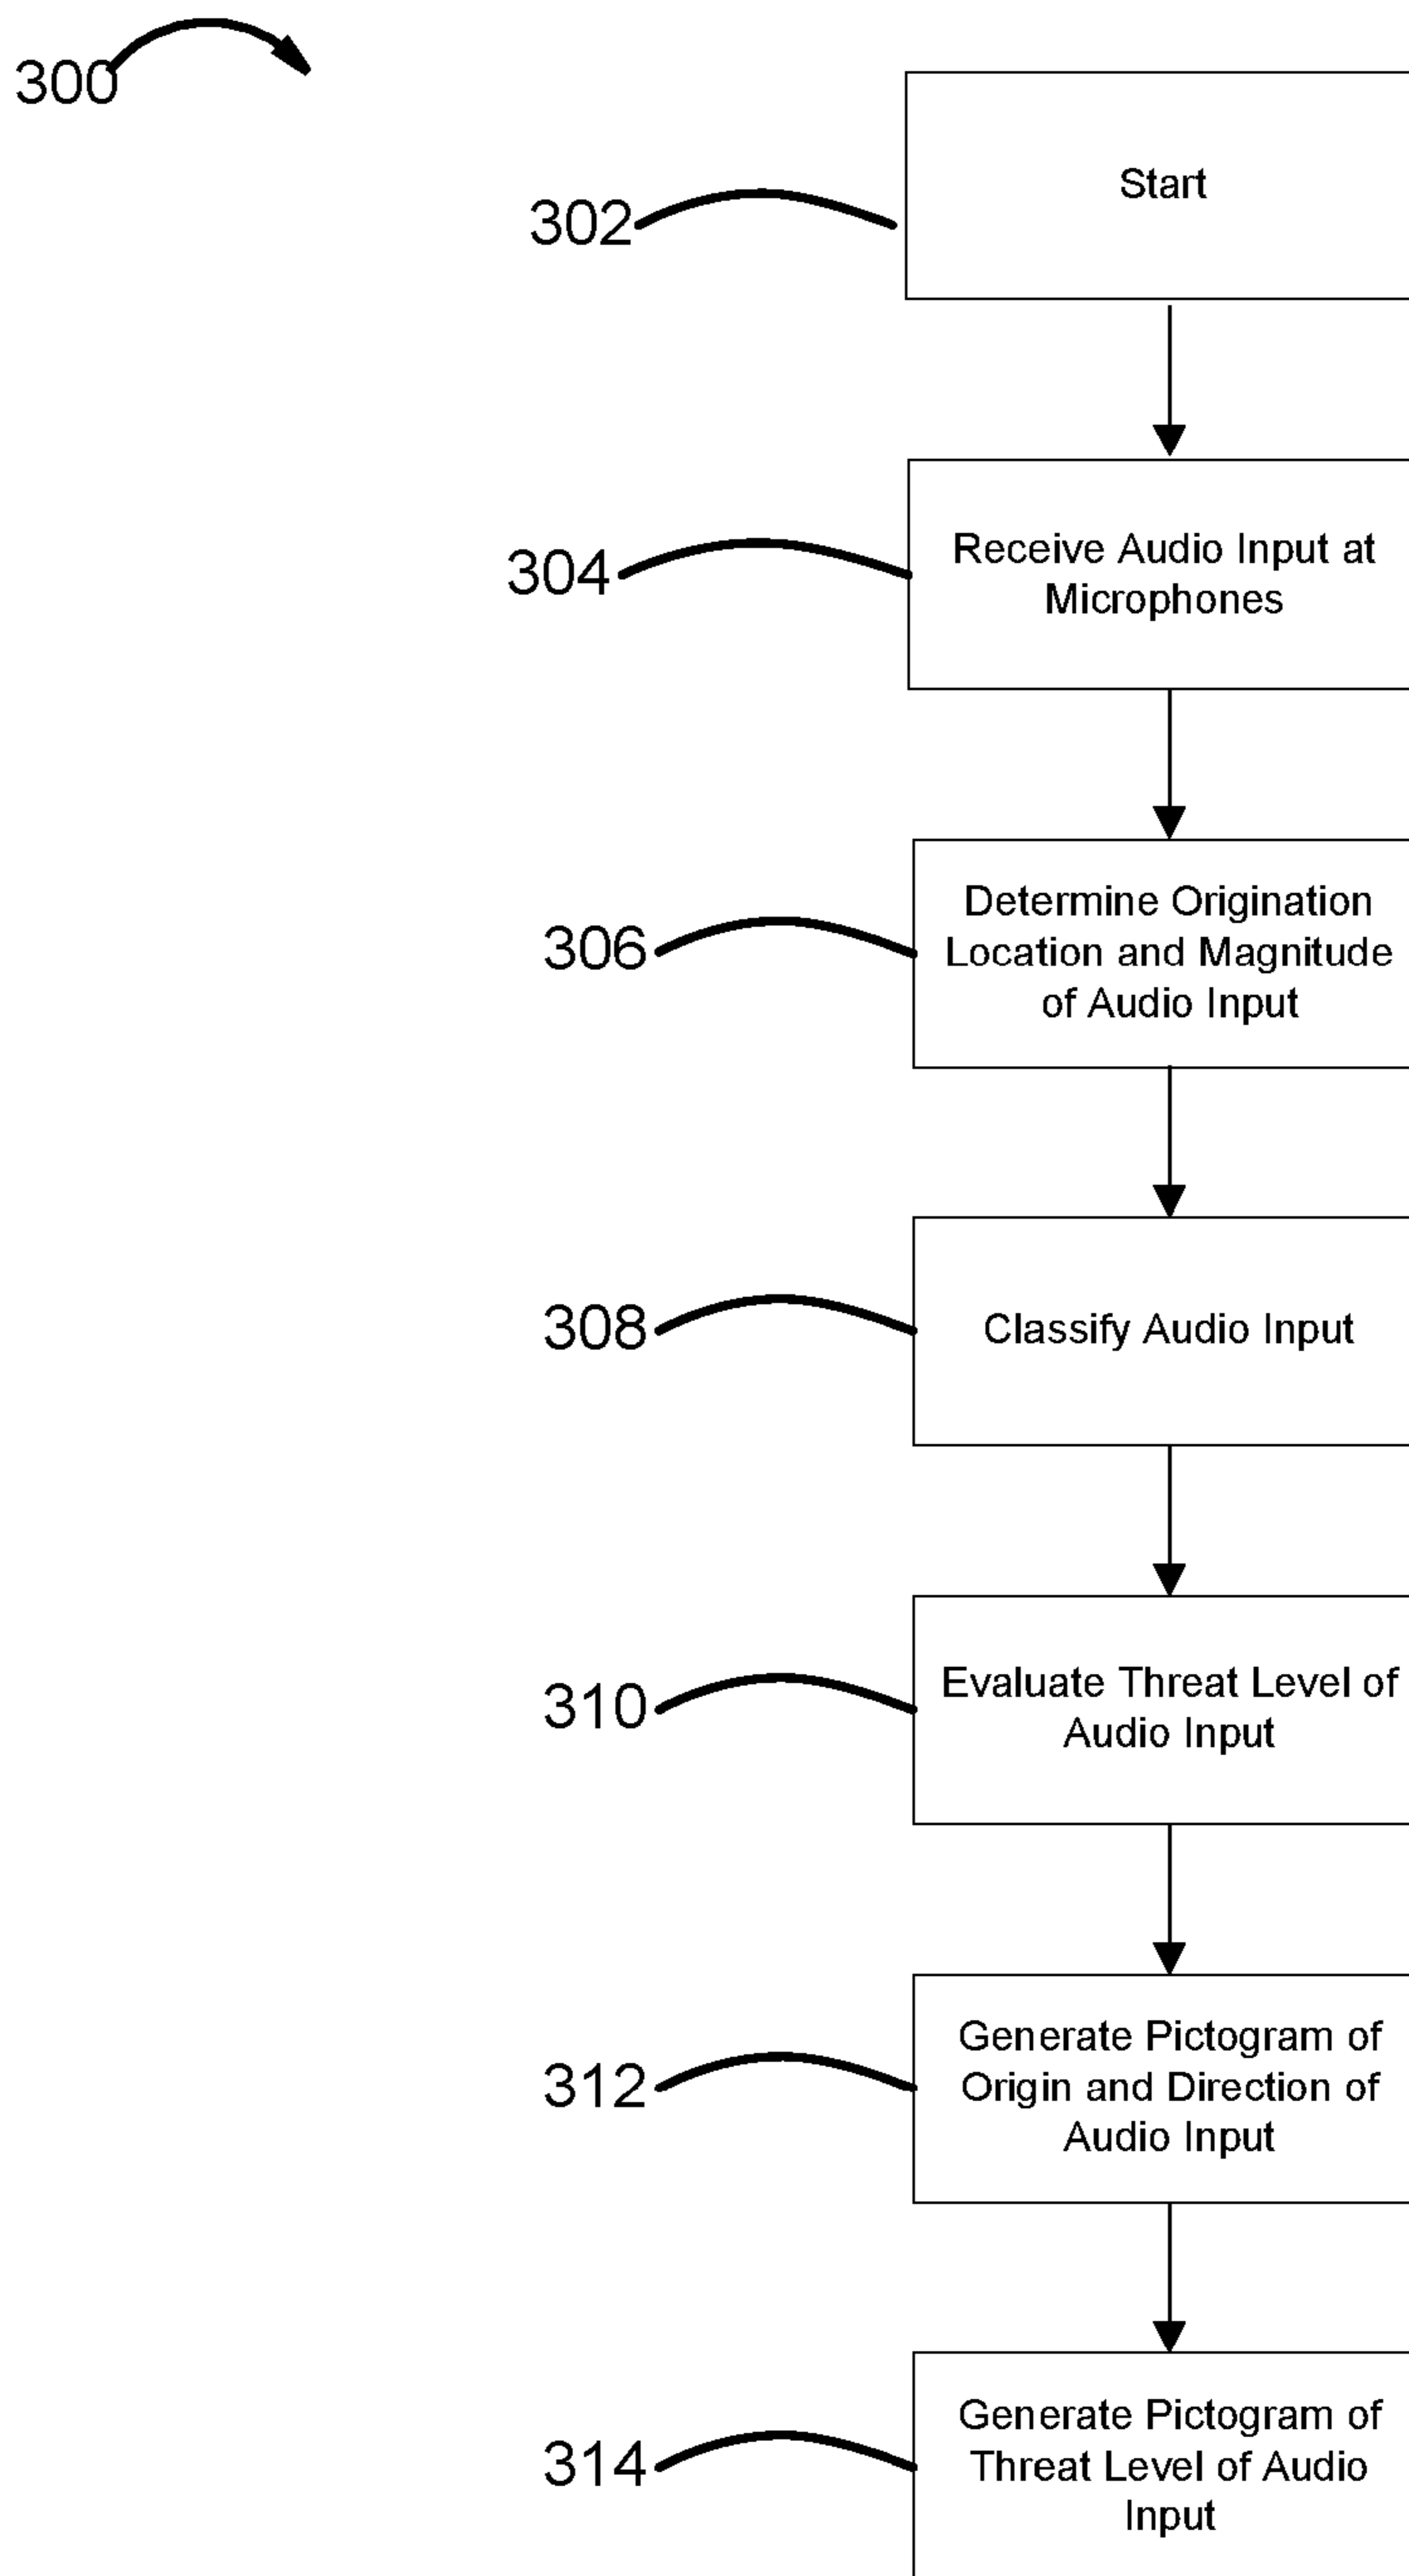 300
302
Start
304
Receive Audio Input at
Microphones
306
Determine Origination
Location and Magnitude
of Audio Input
308
Classify Audio Input
310
Evaluate Threat Level of
Audio Input
312
Generate Pictogram of
Origin and Direction of
Audio Input
314
Generate Pictogram of
Threat Level of Audio
Input